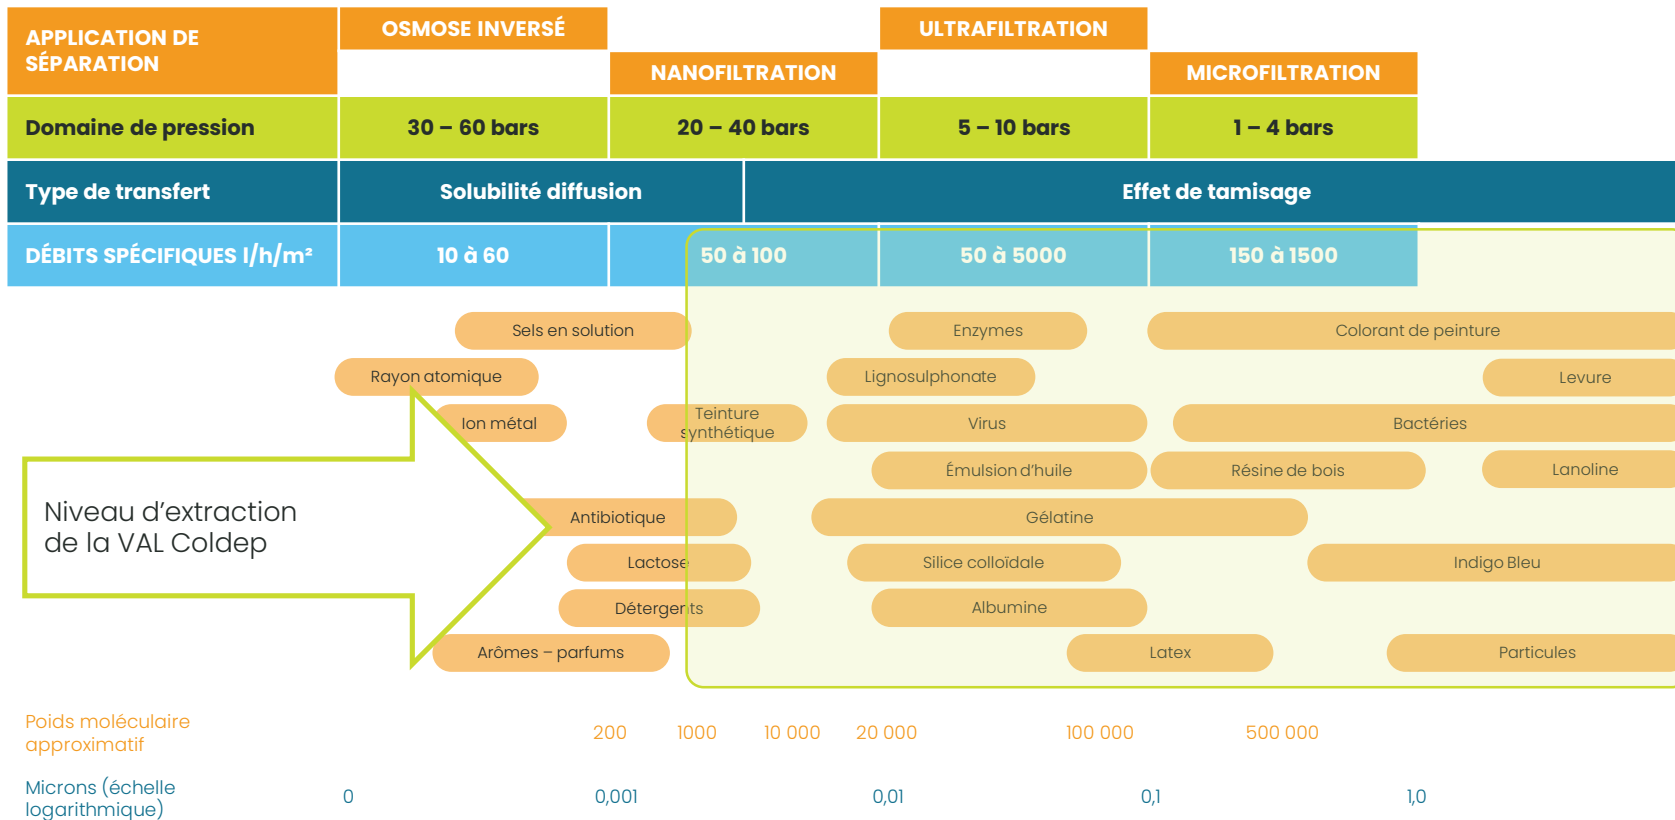 APPLICATION DE
SÉPARATION
OSMOSE INVERSÉ
ULTRAFILTRATION
NANOFILTRATION
MICROFILTRATION
Domaine de pression
30 – 60 bars
20 – 40 bars
5 – 10 bars
1 – 4 bars
Type de transfert
Solubilité diffusion
Effet de tamisage
DÉBITS SPÉCIFIQUES l/h/m²
10 à 60
50 à 100
50 à 5000
150 à 1500
Sels en solution
Enzymes
Colorant de peinture
Rayon atomique
Lignosulphonate
Levure
Ion métal
Teinture
synthétique
Virus
Bactéries
Émulsion d'huile
Résine de bois
Lanoline
Niveau d'extraction
de la VAL Coldep
Antibiotique
Gélatine
Lactose
Silice colloïdale
Indigo Bleu
Détergents
Albumine
Arômes – parfums
Latex
Particules
Poids moléculaire
approximatif
200
1000
10 000
20 000
100 000
500 000
Microns (échelle
logarithmique)
0
0,001
0,01
0,1
1,0